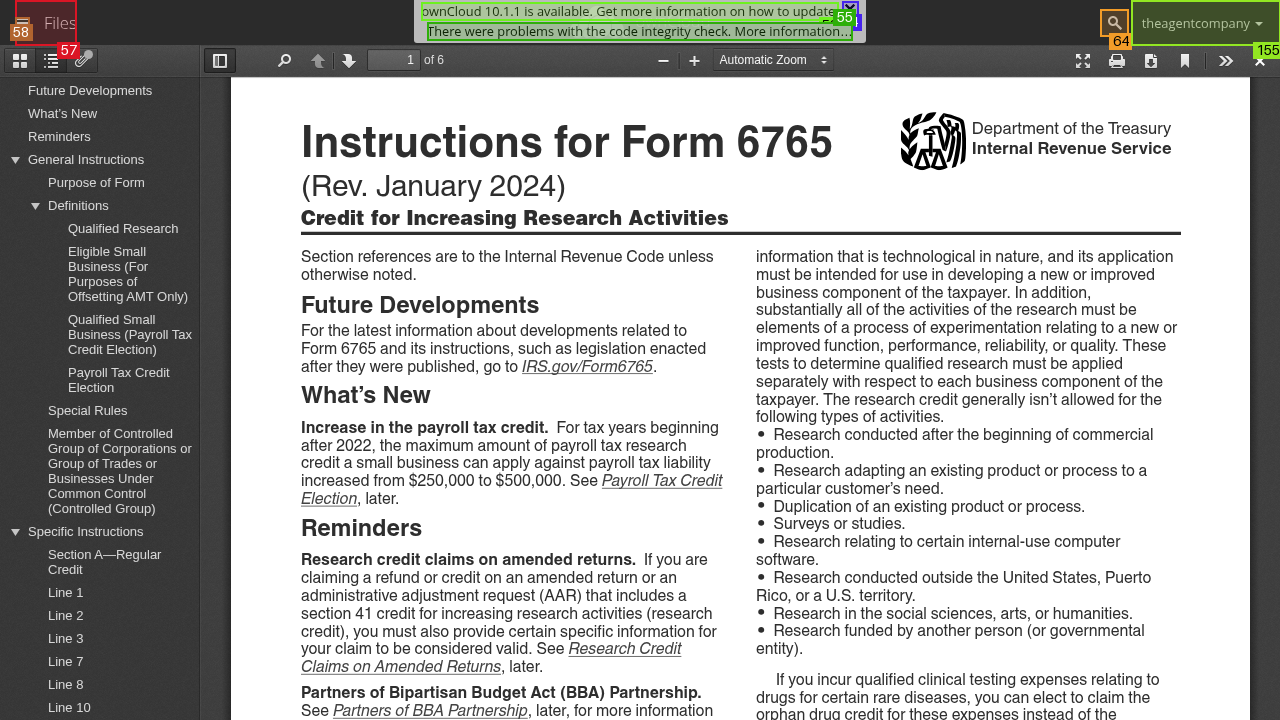 Files
ownCloud 10.1.1 is available. Get more information on how to update
There were problems with the code integrity check. More information…
theagentcompany
58
57
55
64
155
1 of 6
Automatic Zoom
Future Developments
What's New
Reminders
General Instructions
Purpose of Form
Definitions
Qualified Research
Eligible Small
Business (For
Purposes of
Offsetting AMT Only)
Qualified Small
Business (Payroll Tax
Credit Election)
Payroll Tax Credit
Election
Special Rules
Member of Controlled
Group of Corporations or
Group of Trades or
Businesses Under
Common Control
(Controlled Group)
Specific Instructions
Section A—Regular
Credit
Line 1
Line 2
Line 3
Line 7
Line 8
Line 10
Instructions for Form 6765
(Rev. January 2024)
Credit for Increasing Research Activities
Department of the Treasury
Internal Revenue Service
Section references are to the Internal Revenue Code unless
otherwise noted.
Future Developments
For the latest information about developments related to
Form 6765 and its instructions, such as legislation enacted
after they were published, go to IRS.gov/Form6765.
What's New
Increase in the payroll tax credit. For tax years beginning
after 2022, the maximum amount of payroll tax research
credit a small business can apply against payroll tax liability
increased from $250,000 to $500,000. See Payroll Tax Credit
Election, later.
Reminders
Research credit claims on amended returns. If you are
claiming a refund or credit on an amended return or an
administrative adjustment request (AAR) that includes a
section 41 credit for increasing research activities (research
credit), you must also provide certain specific information for
your claim to be considered valid. See Research Credit
Claims on Amended Returns, later.
Partners of Bipartisan Budget Act (BBA) Partnership.
See Partners of BBA Partnership, later, for more information
information that is technological in nature, and its application
must be intended for use in developing a new or improved
business component of the taxpayer. In addition,
substantially all of the activities of the research must be
elements of a process of experimentation relating to a new or
improved function, performance, reliability, or quality. These
tests to determine qualified research must be applied
separately with respect to each business component of the
taxpayer. The research credit generally isn't allowed for the
following types of activities.
• Research conducted after the beginning of commercial
production.
• Research adapting an existing product or process to a
particular customer's need.
• Duplication of an existing product or process.
• Surveys or studies.
• Research relating to certain internal-use computer
software.
• Research conducted outside the United States, Puerto
Rico, or a U.S. territory.
• Research in the social sciences, arts, or humanities.
• Research funded by another person (or governmental
entity).
If you incur qualified clinical testing expenses relating to
drugs for certain rare diseases, you can elect to claim the
orphan drug credit for these expenses instead of the